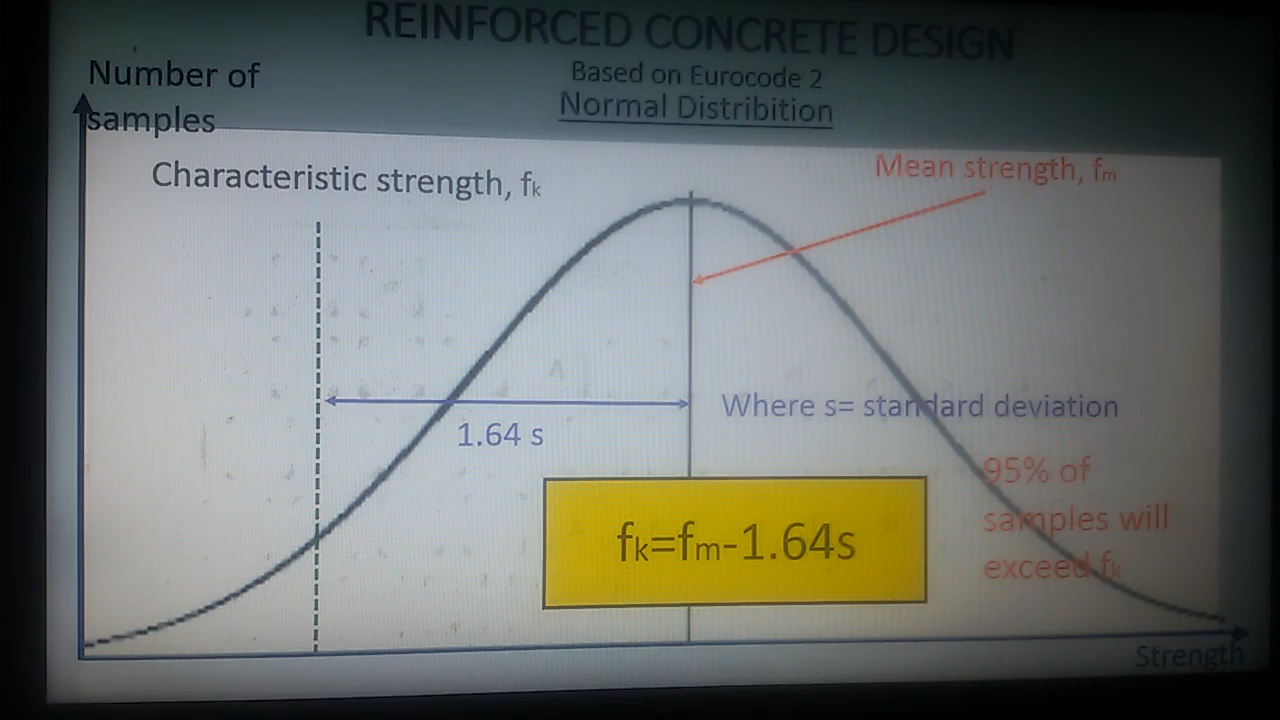 REINFORCED CONCRETE DESIGN
Based on Eurocode 2
Normal Distribition
Number of
samples
Characteristic strength, fk
Mean strength, fm
Where s= standard deviation
1.64 s
95% of
samples will
exceed fk
fk=fm-1.64s
Strength